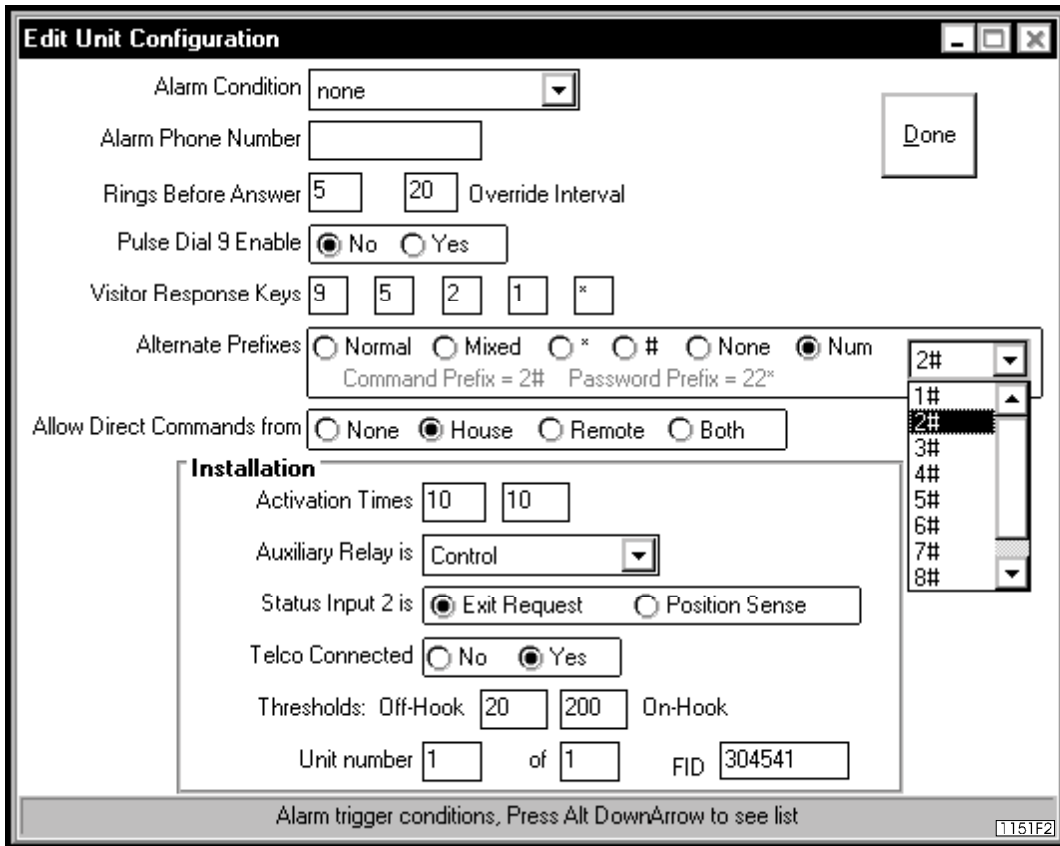 Edit Unit Configuration
Alarm Condition none
Done
Alarm Phone Number
Rings Before Answer 5 20 Override Interval
Pulse Dial 9 Enable No Yes
Visitor Response Keys 9 5 2 1 *
Alternate Prefixes Normal Mixed * # None Num 2#
Command Prefix = 2# Password Prefix = 22*
1#
2#
3#
4#
5#
6#
7#
8#
Allow Direct Commands from None House Remote Both
Installation
Activation Times 10 10
Auxiliary Relay is Control
Status Input 2 is Exit Request Position Sense
Telco Connected No Yes
Thresholds: Off-Hook 20 200 On-Hook
Unit number 1 of 1 FID 304541
Alarm trigger conditions, Press Alt DownArrow to see list
1151F2